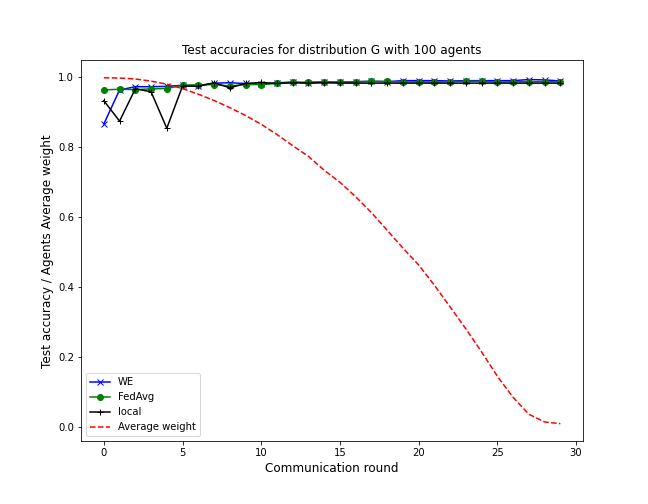 Test accuracies for distribution G with 100 agents
Test accuracy / Agents Average weight
1.0
0.8
0.6
0.4
0.2
0.0
WE
FedAvg
local
Average weight
0 5 10 15 20 25 30
Communication round